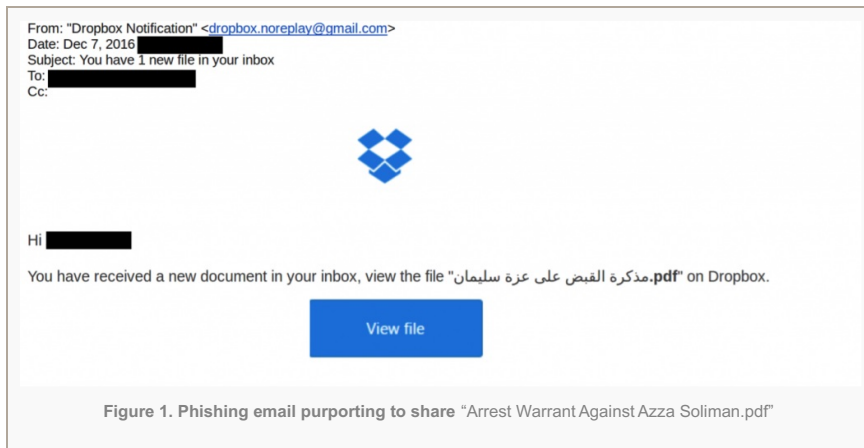 From: "Dropbox Notification" <dropbox.noreplay@gmail.com>
Date: Dec 7, 2016
Subject: You have 1 new file in your inbox
To:
Cc:
Hi
You have received a new document in your inbox, view the file "مذكرة القبض على عزة سليمان.pdf" on Dropbox.
View file
Figure 1. Phishing email purporting to share “Arrest Warrant Against Azza Soliman.pdf”